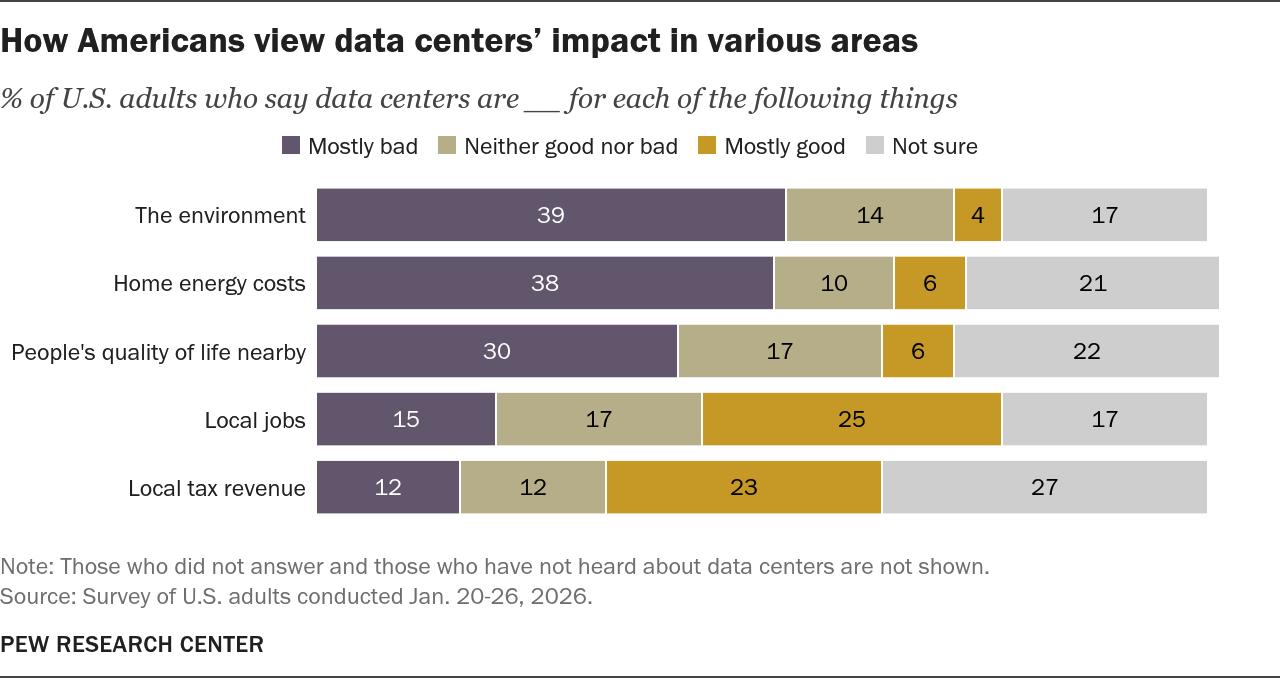 How Americans view data centers’ impact in various areas
% of U.S. adults who say data centers are __ for each of the following things
Mostly bad Neither good nor bad Mostly good Not sure
The environment 39 14 4 17
Home energy costs 38 10 6 21
People's quality of life nearby 30 17 6 22
Local jobs 15 17 25 17
Local tax revenue 12 12 23 27
Note: Those who did not answer and those who have not heard about data centers are not shown.
Source: Survey of U.S. adults conducted Jan. 20-26, 2026.
PEW RESEARCH CENTER